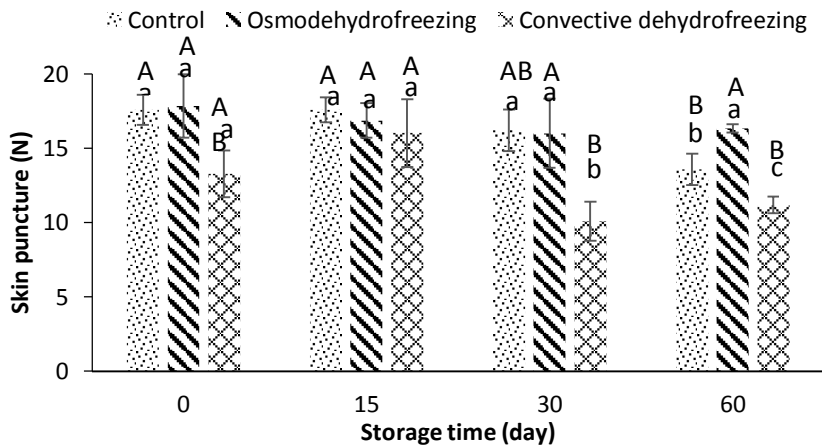 Control Osmodehydrofreezing Convective dehydrofreezing
Skin puncture (N)
20
15
10
5
0
A
a
A
a
A
a
B
A
a
A
a
A
a
AB
a
A
a
B
b
B
b
A
a
B
c
0 15 30 60
Storage time (day)